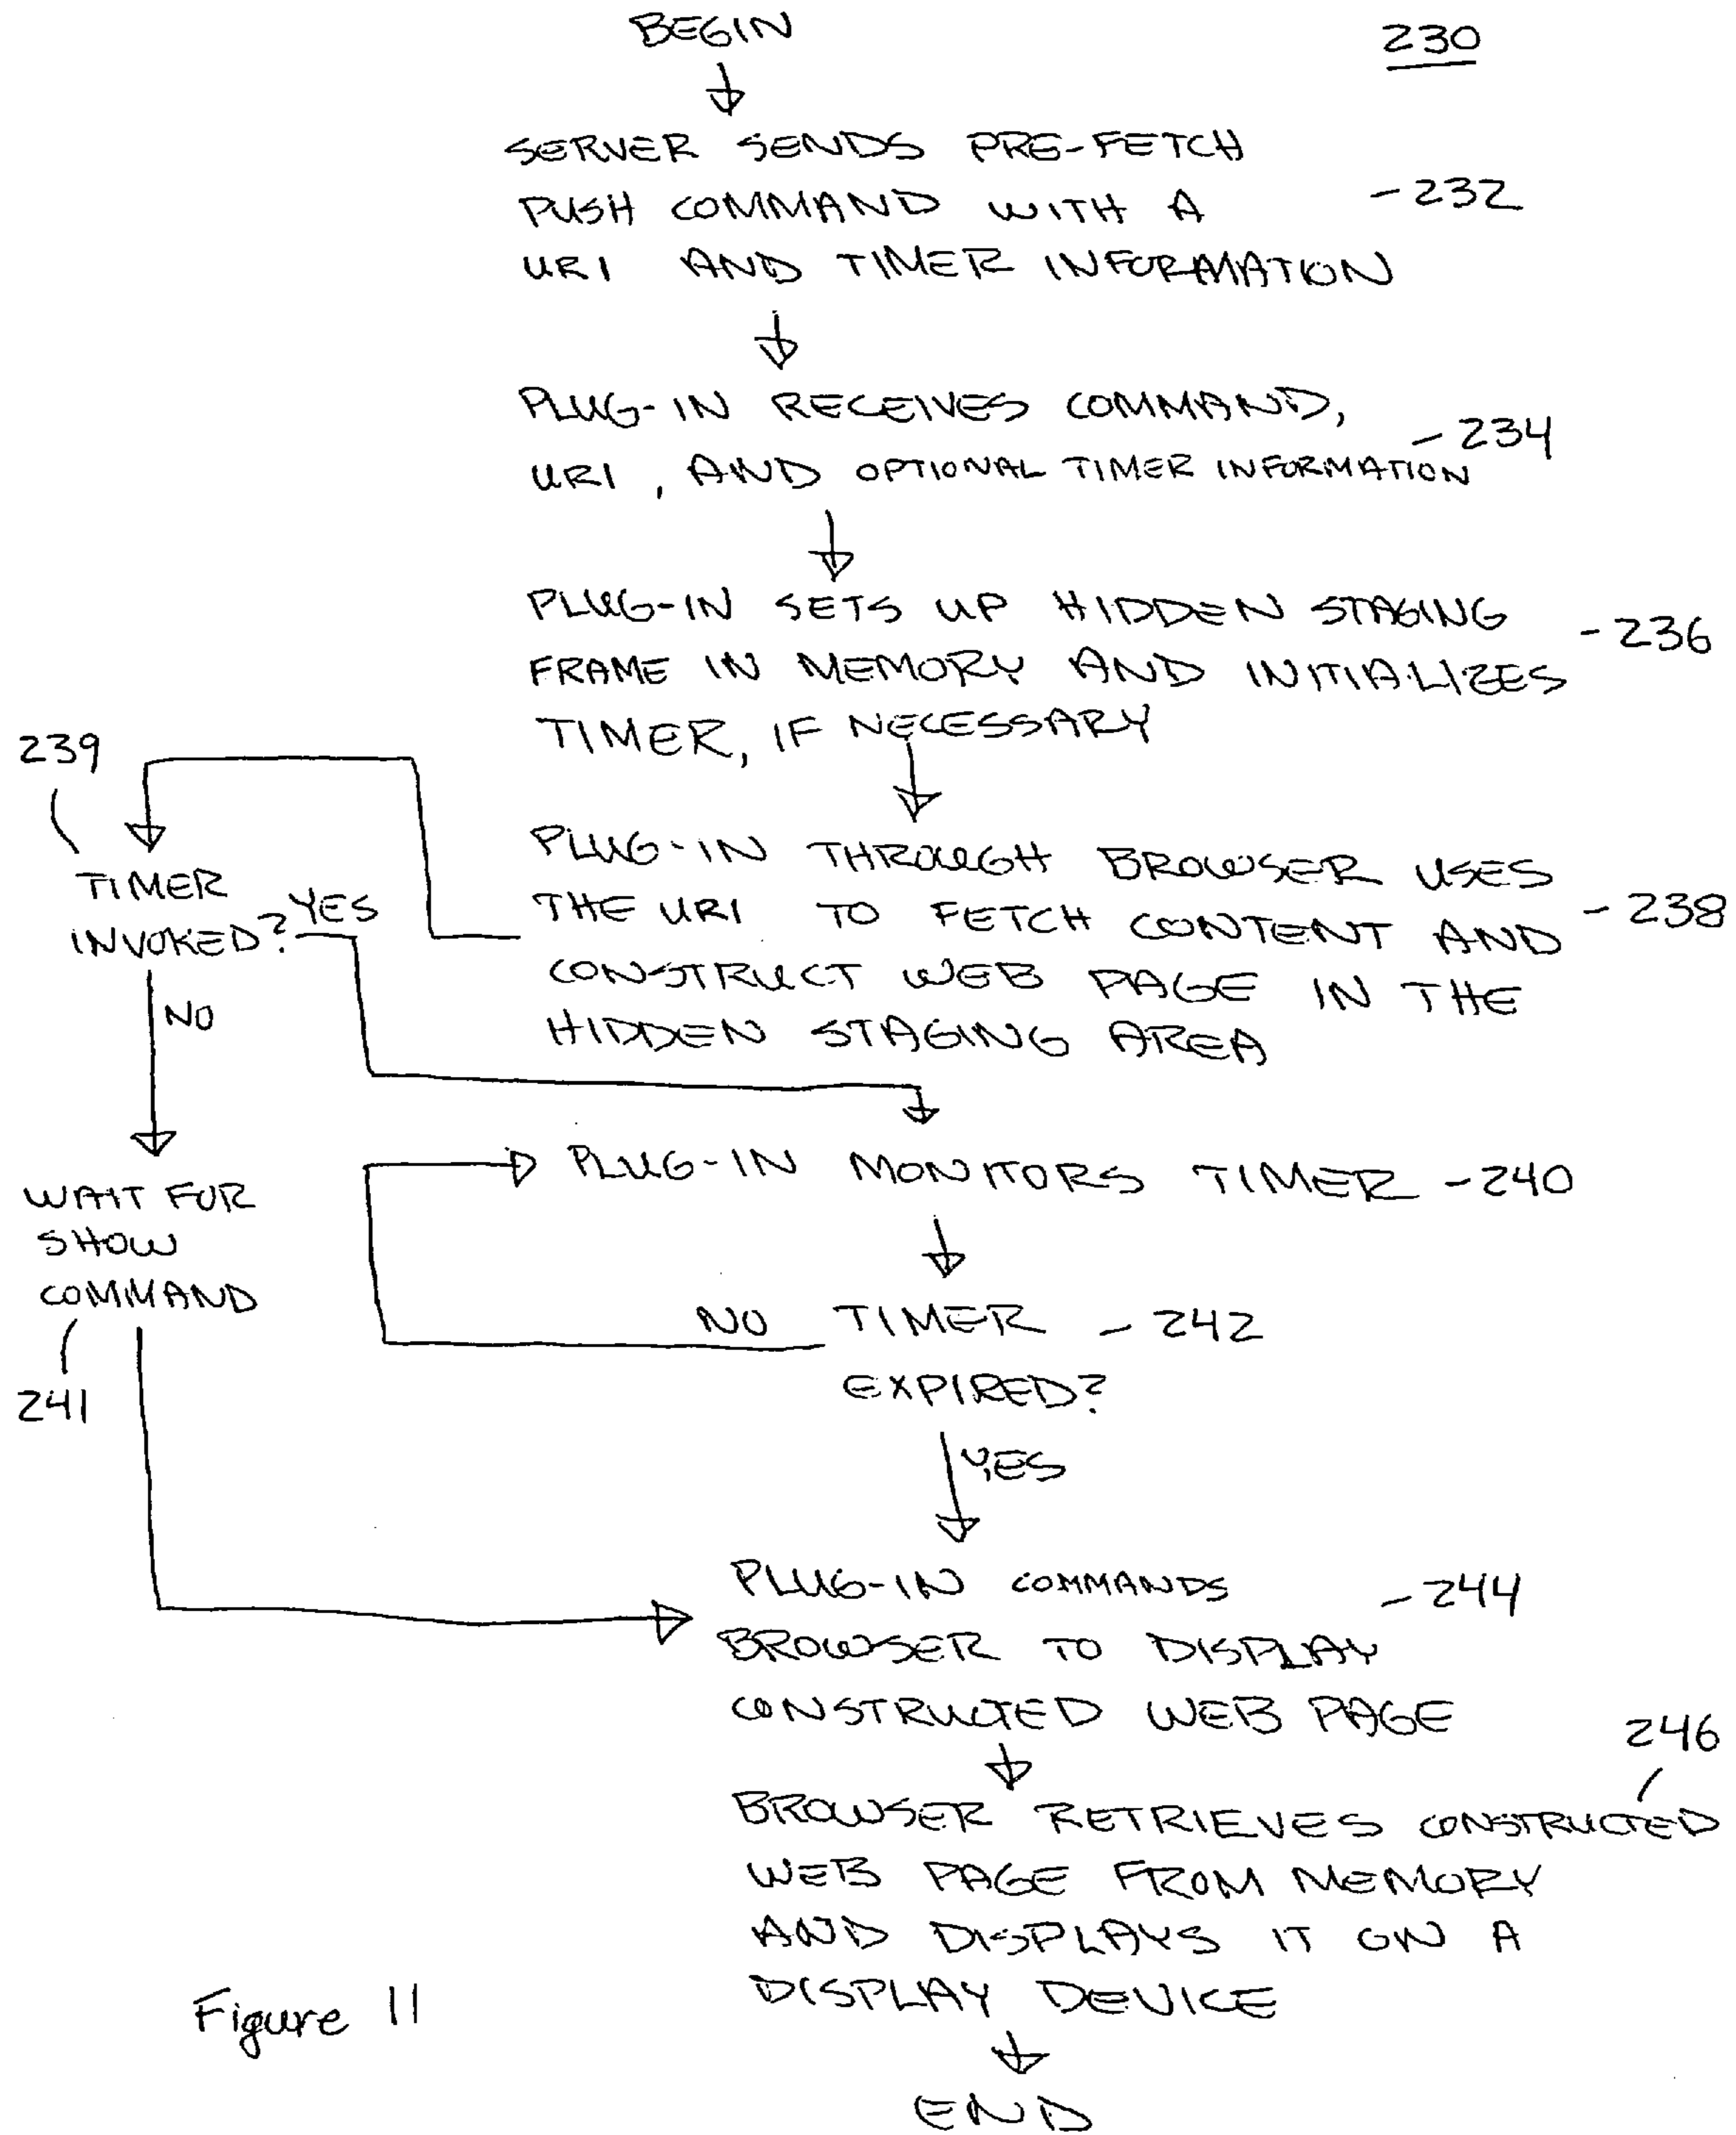 BEGIN
230
SERVER SENDS PRE-FETCH
PUSH COMMAND WITH A
-232
URI AND TIMER INFORMATION
PLUG-IN RECEIVES COMMAND,
-234
URI, AND OPTIONAL TIMER INFORMATION
PLUG-IN SETS UP HIDDEN STAGING
-236
FRAME IN MEMORY AND INITIALIZES
TIMER, IF NECESSARY
239
TIMER
INVOKED?
YES
NO
PLUG-IN THROUGH BROWSER USES
THE URI TO FETCH CONTENT AND
-238
CONSTRUCT WEB PAGE IN THE
HIDDEN STAGING AREA
PLUG-IN MONITORS TIMER -240
WAIT FOR
SHOW
COMMAND
241
NO TIMER -242
EXPIRED?
YES
PLUG-IN COMMANDS
-244
BROWSER TO DISPLAY
CONSTRUCTED WEB PAGE
246
BROWSER RETRIEVES CONSTRUCTED
WEB PAGE FROM MEMORY
AND DISPLAYS IT ON A
DISPLAY DEVICE
Figure 11
END